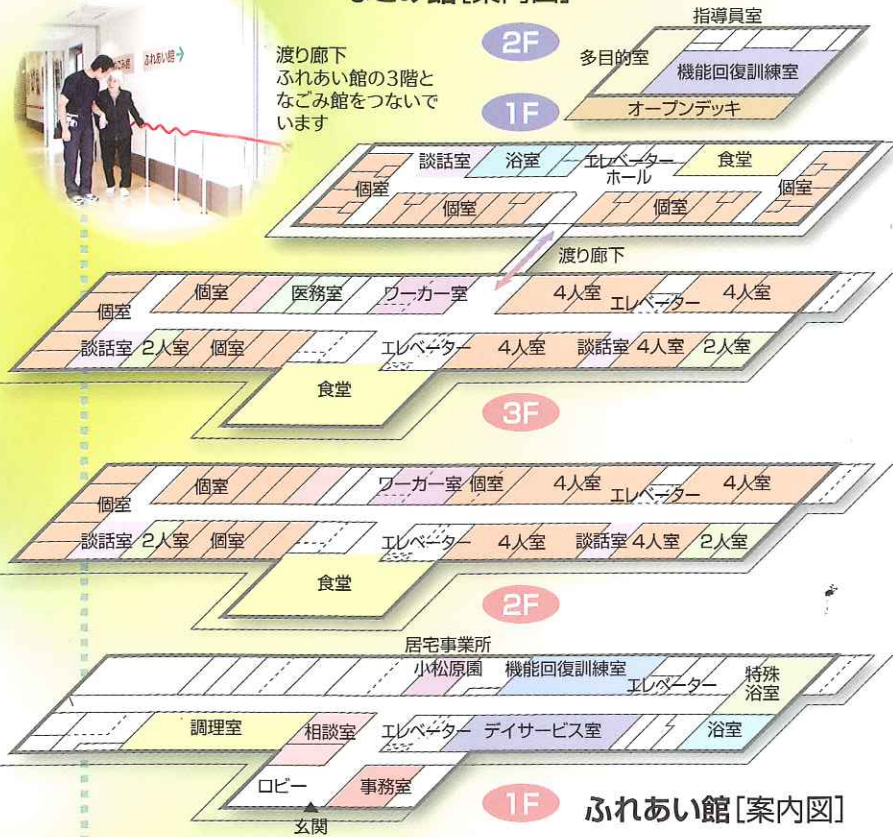 館[案内図]
なごみ館 ふれあい館→
渡り廊下
ふれあい館の3階と
なごみ館をつないで
います
2F
指導員室
多目的室
機能回復訓練室
オープンデッキ
1F
談話室 浴室 エレベーター 食堂
ホール
個室 個室 個室 個室
渡り廊下
個室 医務室 ワーカー室 4人室 エレベーター 4人室
個室
談話室 2人室 個室 エレベーター 4人室 談話室 4人室 2人室
食堂
3F
個室 ワーカー室 個室 4人室 エレベーター 4人室
個室
談話室 2人室 個室 エレベーター 4人室 談話室 4人室 2人室
食堂
2F
居宅事業所
小松原園 機能回復訓練室 エレベーター 特殊
浴室
調理室 相談室 エレベーター デイサービス室 浴室
ロビー 事務室
玄関
1F
ふれあい館[案内図]